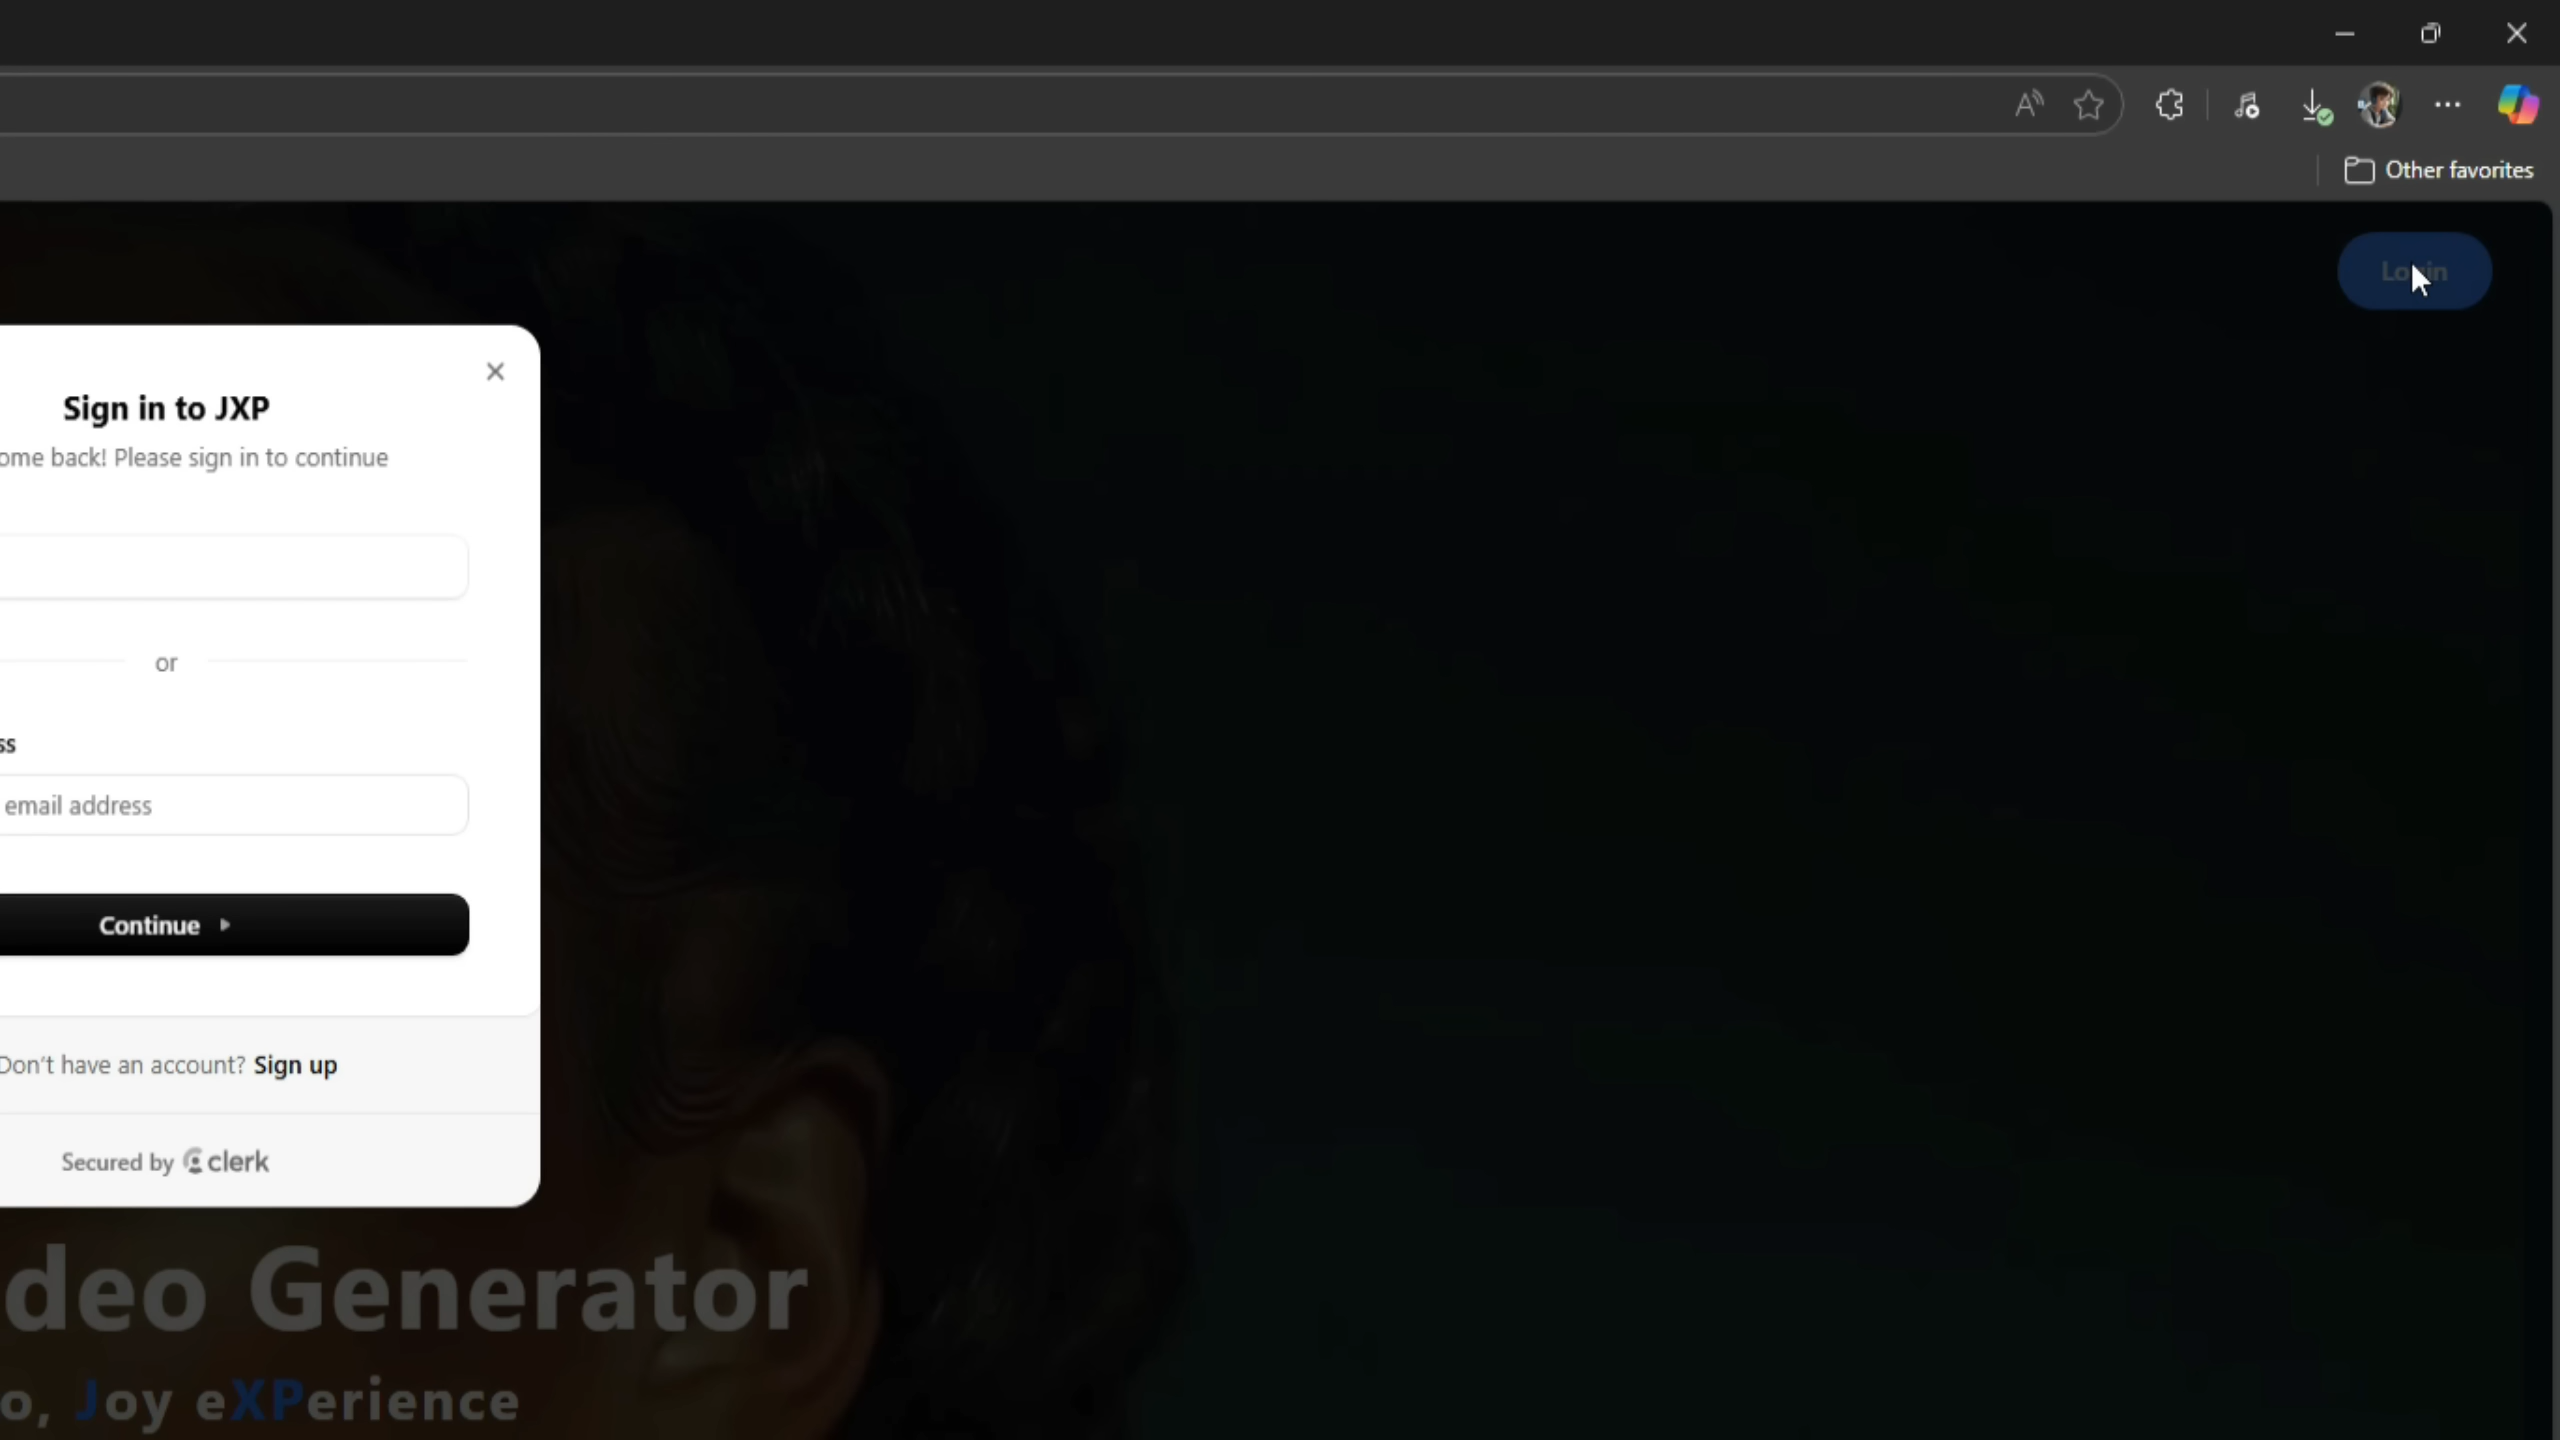 Other favorites
Login
Sign in to JXP
ome back! Please sign in to continue
or
ss
email address
Continue
Don't have an account? Sign up
Secured by clerk
deo Generator
o, Joy eXPerience